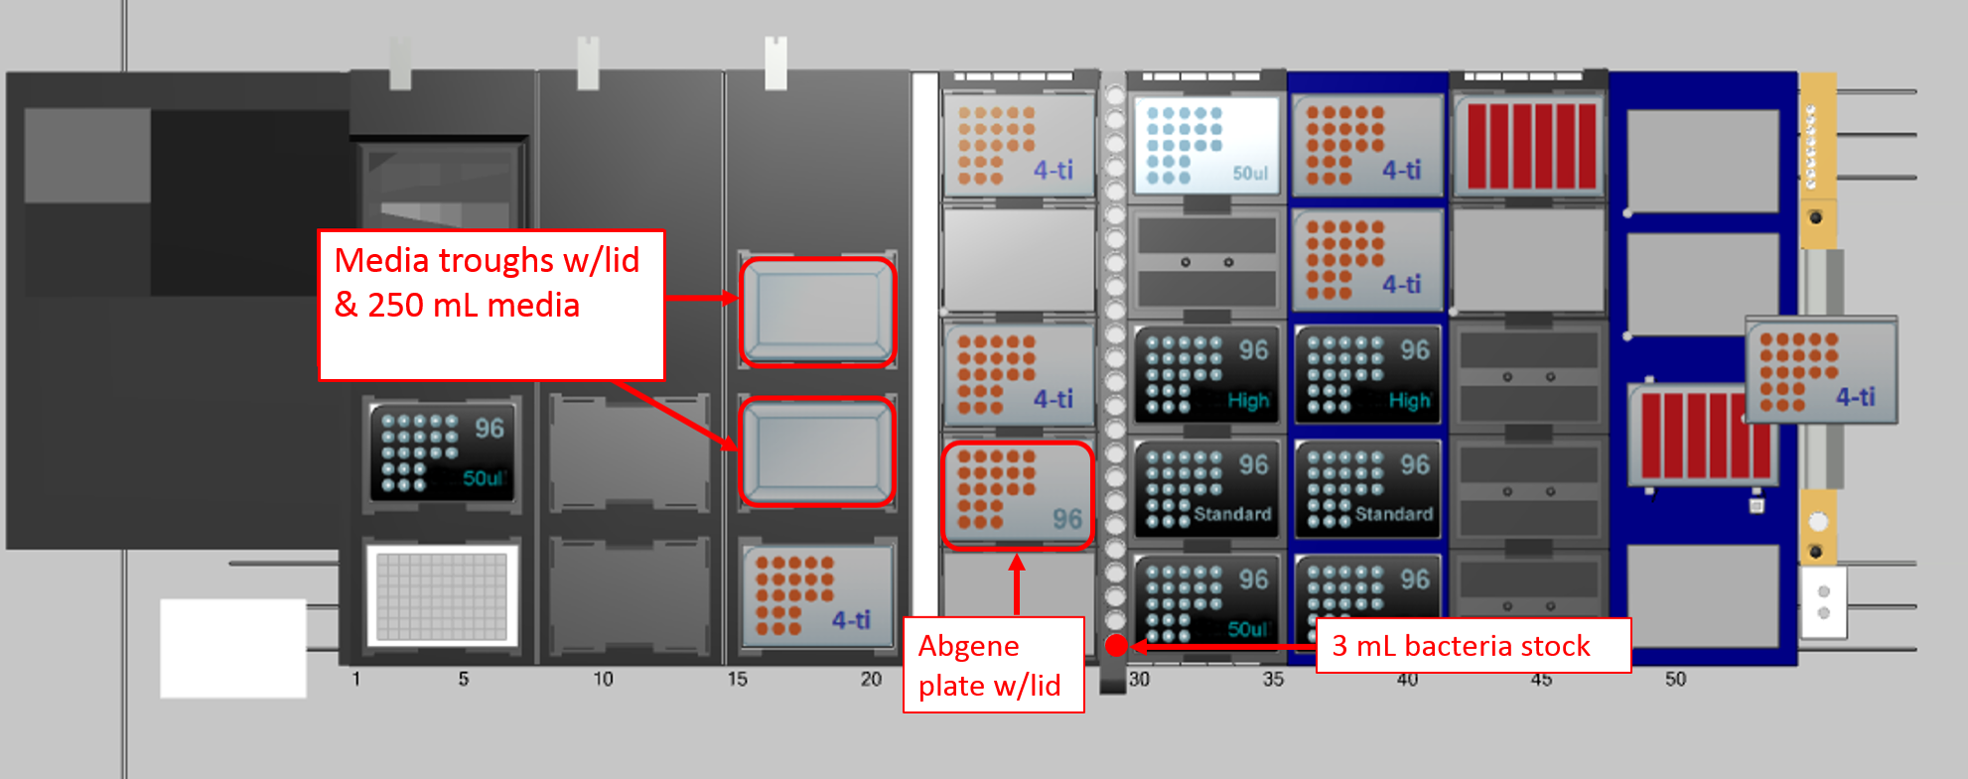 4-ti
50ul
4-ti
Media troughs w/lid
& 250 mL media
4-ti
4-ti
96
High
96
High
4-ti
96
50ul
96
96
Standard
96
Standard
4-ti
96
50ul
96
Abgene
plate w/lid
3 mL bacteria stock
1
5
10
15
20
30
35
40
45
50